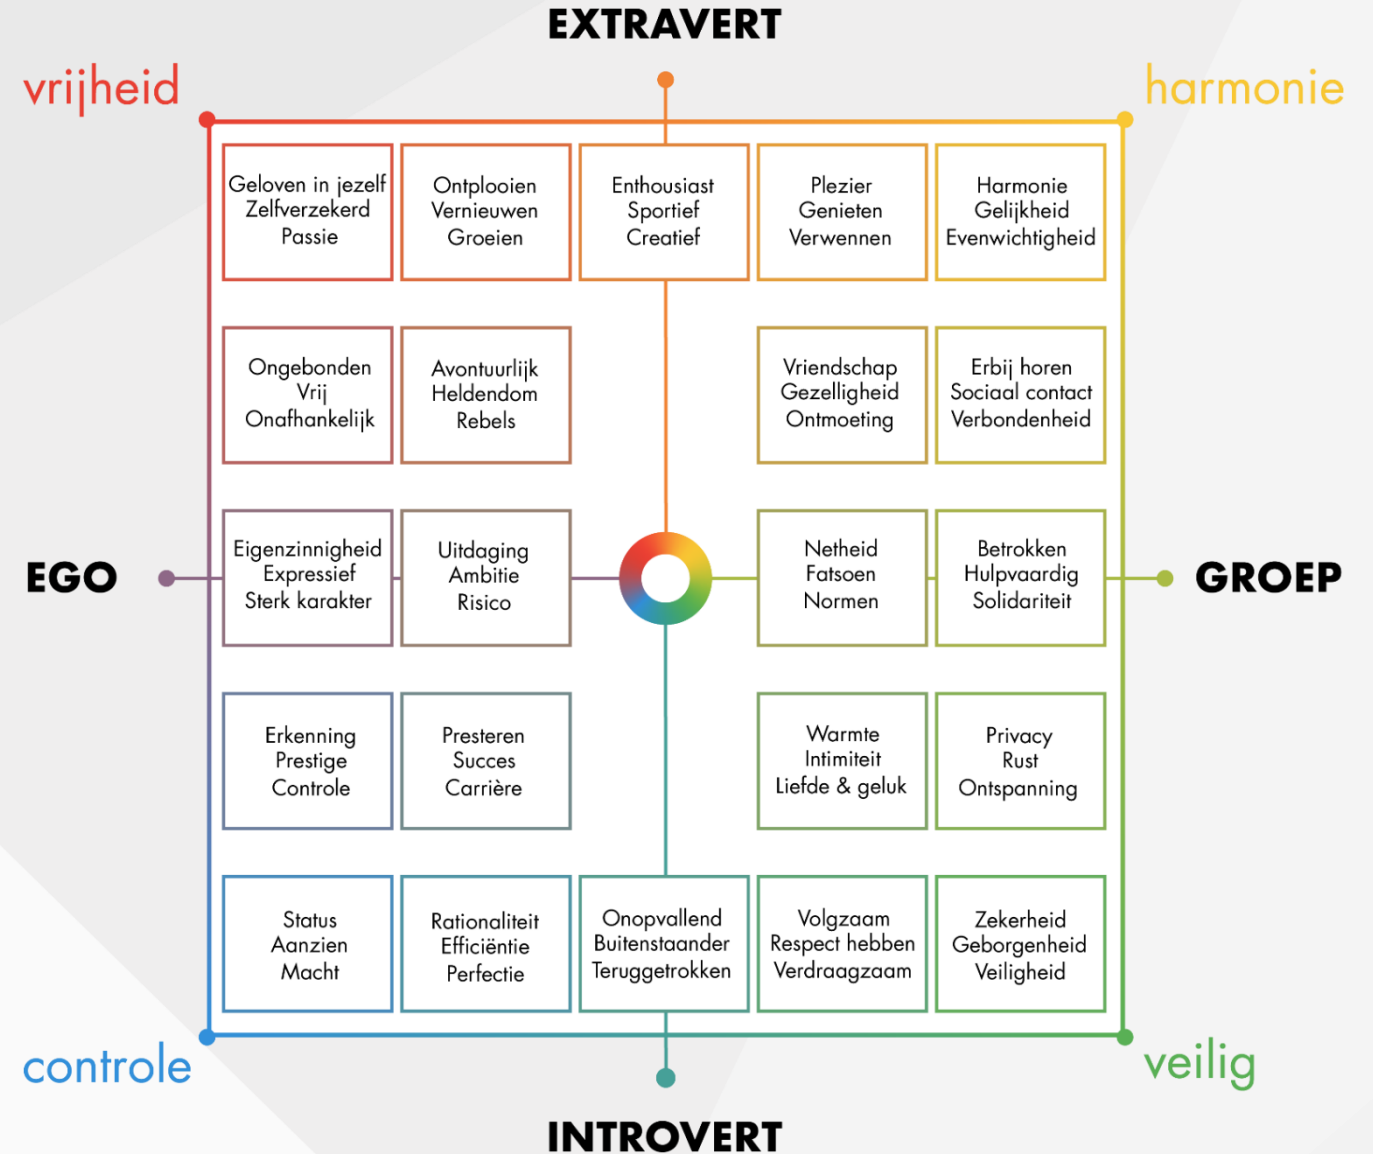 EXTRAVERT
vrijheid
harmonie
Geloven in jezelf
Zelfverzekerd
Passie
Ontplooien
Vernieuwen
Groeien
Enthousiast
Sportief
Creatief
Plezier
Genieten
Verwennen
Harmonie
Gelijkheid
Evenwichtigheid
Ongebonden
Vrij
Onafhankelijk
Avontuurlijk
Heldendom
Rebels
Vriendschap
Gezelligheid
Ontmoeting
Erbij horen
Sociaal contact
Verbondenheid
EGO
Eigenzinnigheid
Expressief
Sterk karakter
Uitdaging
Ambitie
Risico
Netheid
Fatsoen
Normen
Betrokken
Hulpvaardig
Solidariteit
GROEP
Erkenning
Prestige
Controle
Presteren
Succes
Carrière
Warmte
Intimiteit
Liefde & geluk
Privacy
Rust
Ontspanning
Status
Aanzien
Macht
Rationaliteit
Efficiëntie
Perfectie
Onopvallend
Buitenstaander
Teruggetrokken
Volgzaam
Respect hebben
Verdraagzaam
Zekerheid
Geborgenheid
Veiligheid
controle
veilig
INTROVERT